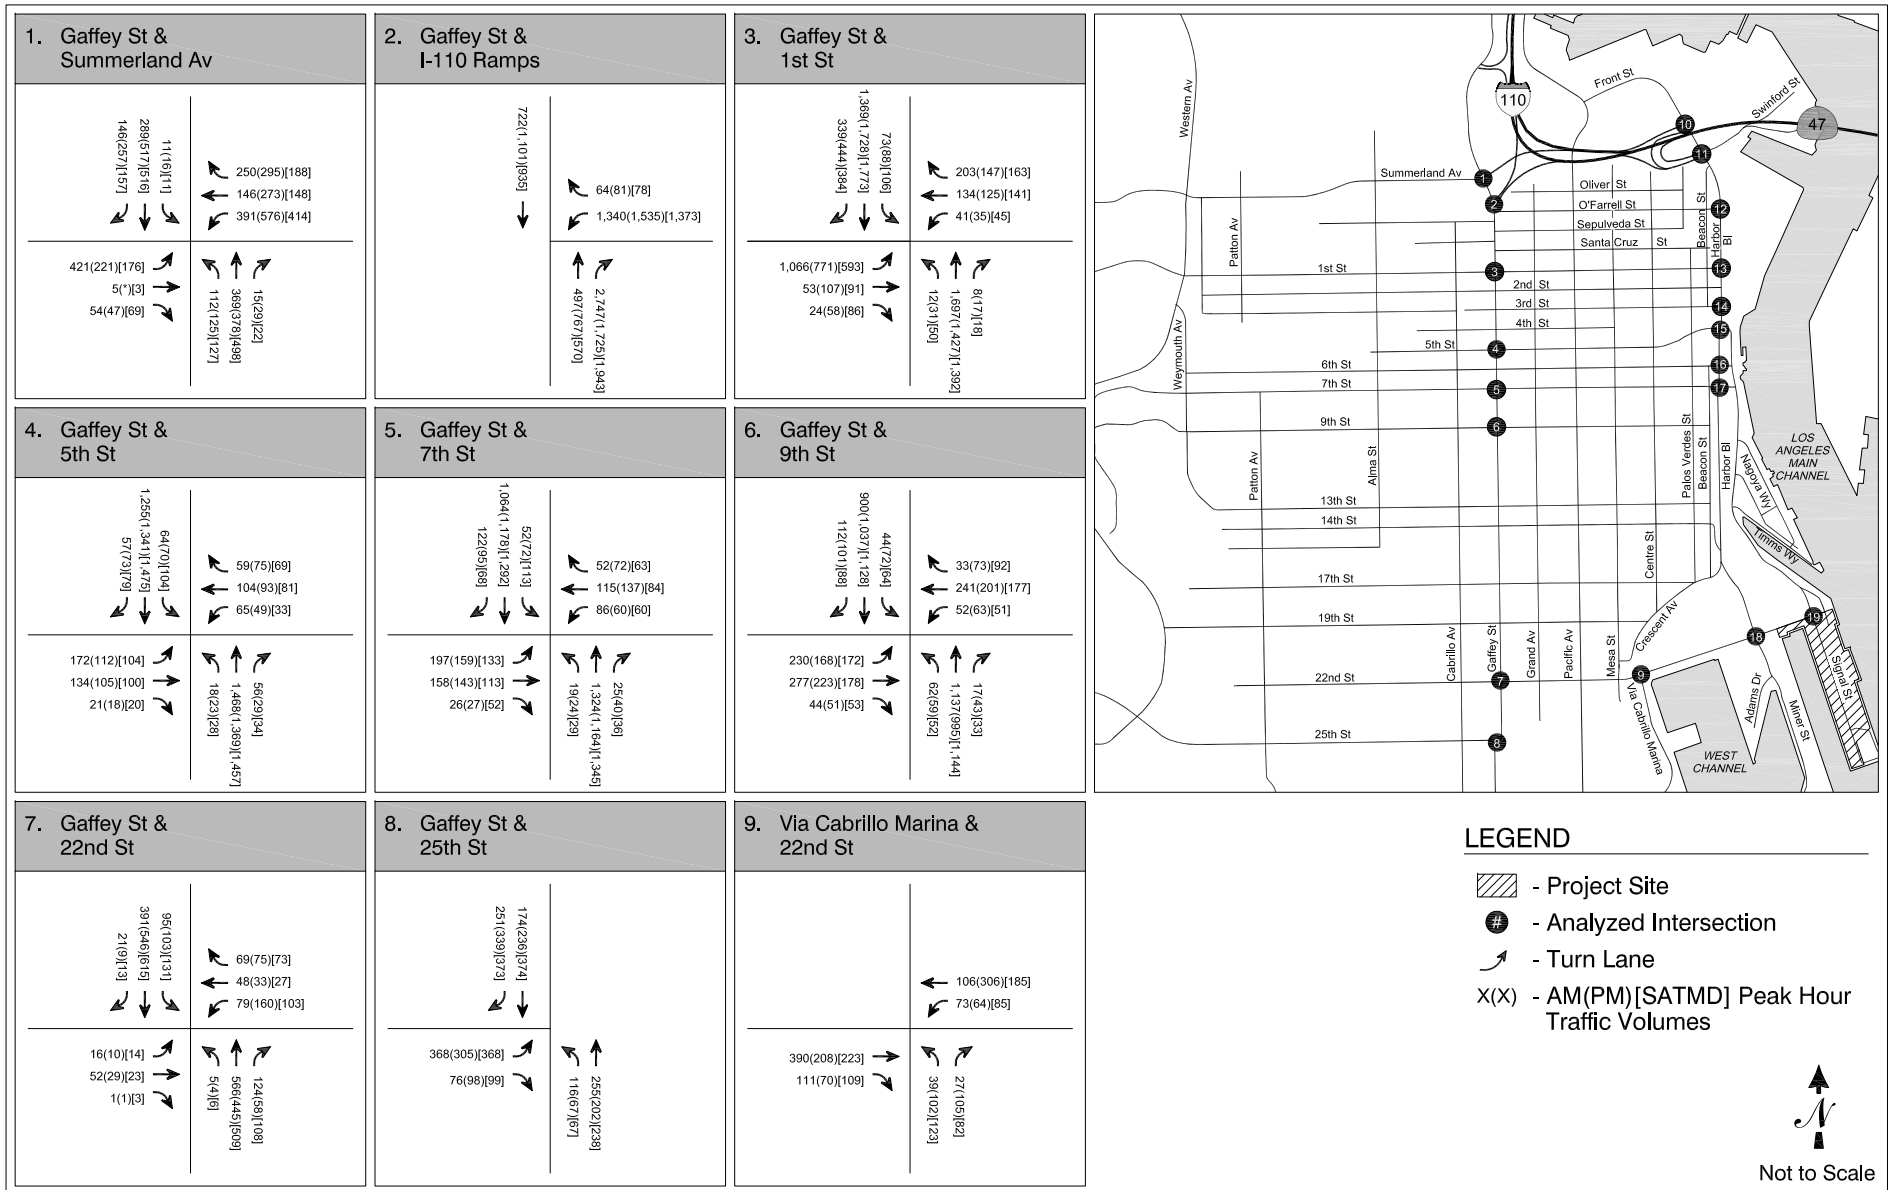 1. Gaffey St &
Summerland Av
146(257)[157]
289(517)[516]
11(16)[11]
250(295)[188]
146(273)[148]
391(576)[414]
421(221)[176]
5(*)[3]
54(47)[69]
112(125)[127]
369(378)[498]
15(29)[22]
2. Gaffey St &
I-110 Ramps
722(1,101)[935]
64(81)[78]
1,340(1,535)[1,373]
497(767)[570]
2,747(1,725)[1,943]
3. Gaffey St &
1st St
339(444)[384]
1,369(1,728)[1,773]
73(88)[106]
203(147)[163]
134(125)[141]
41(35)[45]
1,066(771)[593]
53(107)[91]
24(58)[86]
12(31)[50]
1,697(1,427)[1,392]
8(17)[18]
4. Gaffey St &
5th St
57(73)[79]
1,255(1,341)[1,475]
64(70)[104]
59(75)[69]
104(93)[81]
65(49)[33]
172(112)[104]
134(105)[100]
21(18)[20]
18(23)[28]
1,468(1,369)[1,457]
56(29)[34]
5. Gaffey St &
7th St
122(95)[68]
1,064(1,178)[1,292]
52(72)[113]
52(72)[63]
115(137)[84]
86(60)[60]
197(159)[133]
158(143)[113]
26(27)[52]
19(24)[29]
1,324(1,164)[1,345]
25(40)[36]
6. Gaffey St &
9th St
112(101)[88]
900(1,037)[1,128]
44(72)[64]
33(73)[92]
241(201)[177]
52(63)[51]
230(168)[172]
277(223)[178]
44(51)[53]
62(59)[52]
1,137(995)[1,144]
17(43)[33]
7. Gaffey St &
22nd St
21(9)[13]
391(546)[615]
95(103)[131]
69(75)[73]
48(33)[27]
79(160)[103]
16(10)[14]
52(29)[23]
1(1)[3]
5(4)[6]
566(445)[509]
124(58)[108]
8. Gaffey St &
25th St
251(339)[373]
174(236)[374]
368(305)[368]
76(98)[99]
116(67)[67]
255(202)[238]
9. Via Cabrillo Marina &
22nd St
106(306)[185]
73(64)[85]
390(208)[223]
111(70)[109]
39(102)[123]
27(105)[82]
110
47
Front St
Swinford St
Western Av
Summerland Av
Oliver St
O'Farrell St
Sepulveda St
Santa Cruz St
Beacon St
Harbor Bl
Patton Av
1st St
2nd St
3rd St
4th St
5th St
6th St
7th St
9th St
Weymouth Av
Patton Av
Alma St
13th St
14th St
17th St
19th St
22nd St
25th St
Palos Verdes St
Beacon St
Harbor Bl
Nagoya Wy
Timms Wy
LOS
ANGELES
MAIN
CHANNEL
Centre St
Crescent Av
Cabrillo Av
Gaffey St
Grand Av
Pacific Av
Mesa St
Via Cabrillo Marina
Adams Dr
Miner St
Signal St
WEST
CHANNEL
1
2
3
4
5
6
7
8
9
10
11
12
13
14
15
16
17
18
19
LEGEND
- Project Site
# - Analyzed Intersection
- Turn Lane
X(X) - AM(PM)[SATMD] Peak Hour
Traffic Volumes
N
Not to Scale